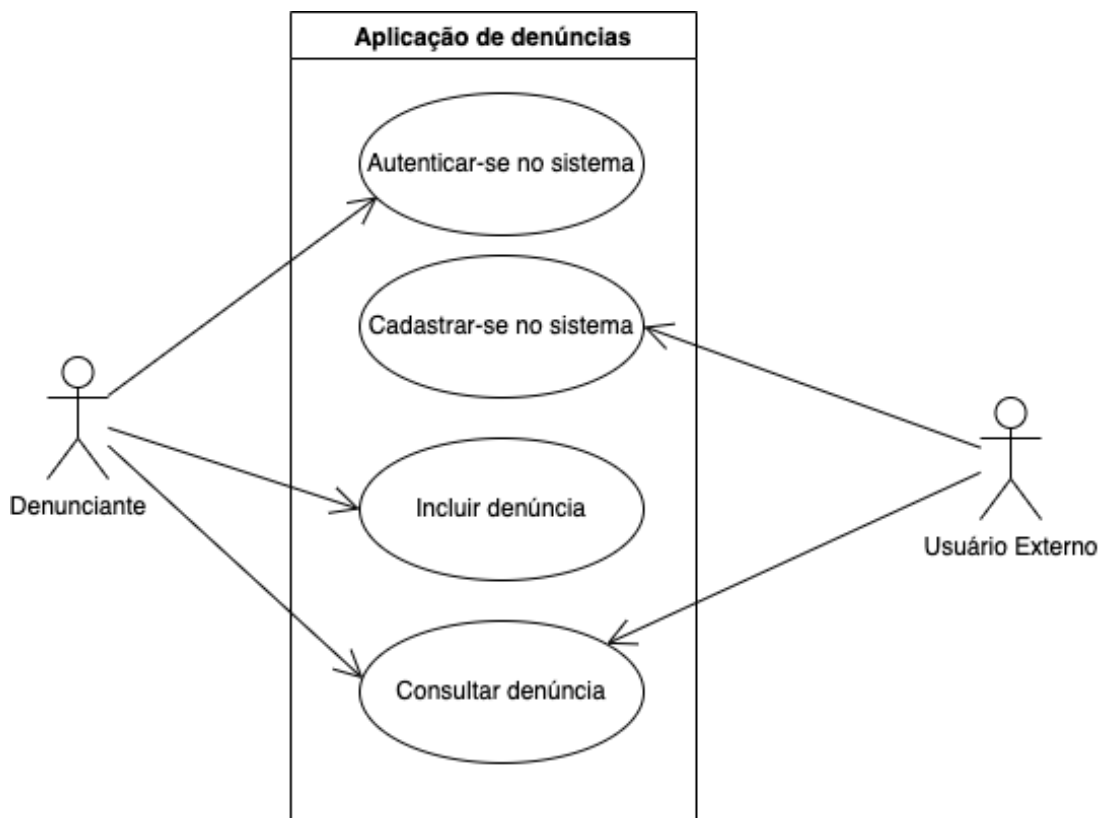 Aplicação de denúncias
Autenticar-se no sistema
Cadastrar-se no sistema
Denunciante
Incluir denúncia
Usuário Externo
Consultar denúncia